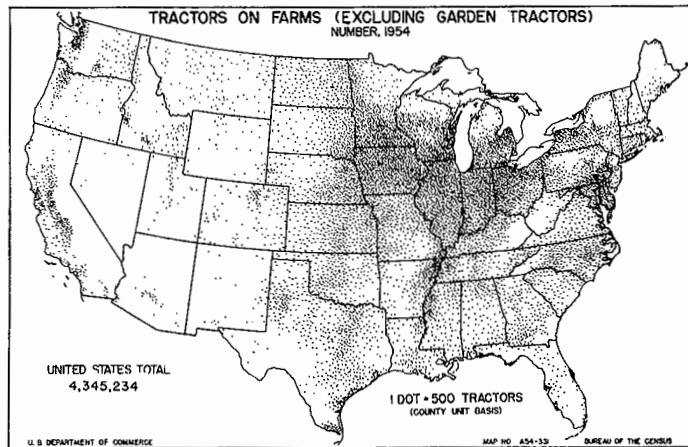 TRACTORS ON FARMS (EXCLUDING GARDEN TRACTORS)
NUMBER, 1954
UNITED STATES TOTAL
4,345,234
1 DOT = 500 TRACTORS
(COUNTY UNIT BASIS)
U. S. DEPARTMENT OF COMMERCE
MAP NO. A54-331
BUREAU OF THE CENSUS